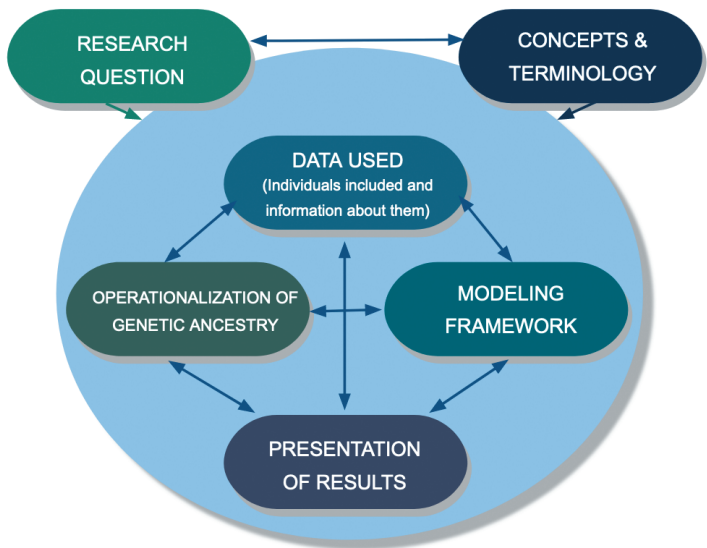 RESEARCH
QUESTION
CONCEPTS &
TERMINOLOGY
DATA USED
(Individuals included and
information about them)
OPERATIONALIZATION OF
GENETIC ANCESTRY
MODELING
FRAMEWORK
PRESENTATION
OF RESULTS